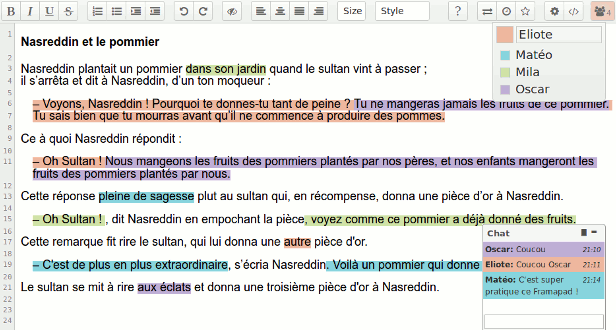 B I U S Size Style ? 4
1
Nasreddin et le pommier
Eliote
Matéo
Mila
Oscar
2
3 Nasreddin plantait un pommier dans son jardin quand le sultan vint à passer ;
4 il s'arrêta et dit à Nasreddin, d'un ton moqueur :
5
6 – Voyons, Nasreddin ! Pourquoi te donnes-tu tant de peine ? Tu ne mangeras jamais les fruits de ce pommier.
7 Tu sais bien que tu mourras avant qu'il ne commence à produire des pommes.
8
9 Ce à quoi Nasreddin répondit :
10
11 – Oh Sultan ! Nous mangeons les fruits des pommiers plantés par nos pères, et nos enfants mangeront les
fruits des pommiers plantés par nous.
12
13 Cette réponse pleine de sagesse plut au sultan qui, en récompense, donna une pièce d'or à Nasreddin.
14
15 – Oh Sultan ! , dit Nasreddin en empochant la pièce, voyez comme ce pommier a déjà donné des fruits.
16
17 Cette remarque fit rire le sultan, qui lui donna une autre pièce d'or.
18
19 – C'est de plus en plus extraordinaire, s'écria Nasreddin, Voilà un pommier qui donne
20
21 Le sultan se mit à rire aux éclats et donna une troisième pièce d'or à Nasreddin.
22
23
24
Chat
Oscar: Coucou 21:10
Eliote: Coucou Oscar 21:11
Matéo: C'est super 21:14
pratique ce Framapad !